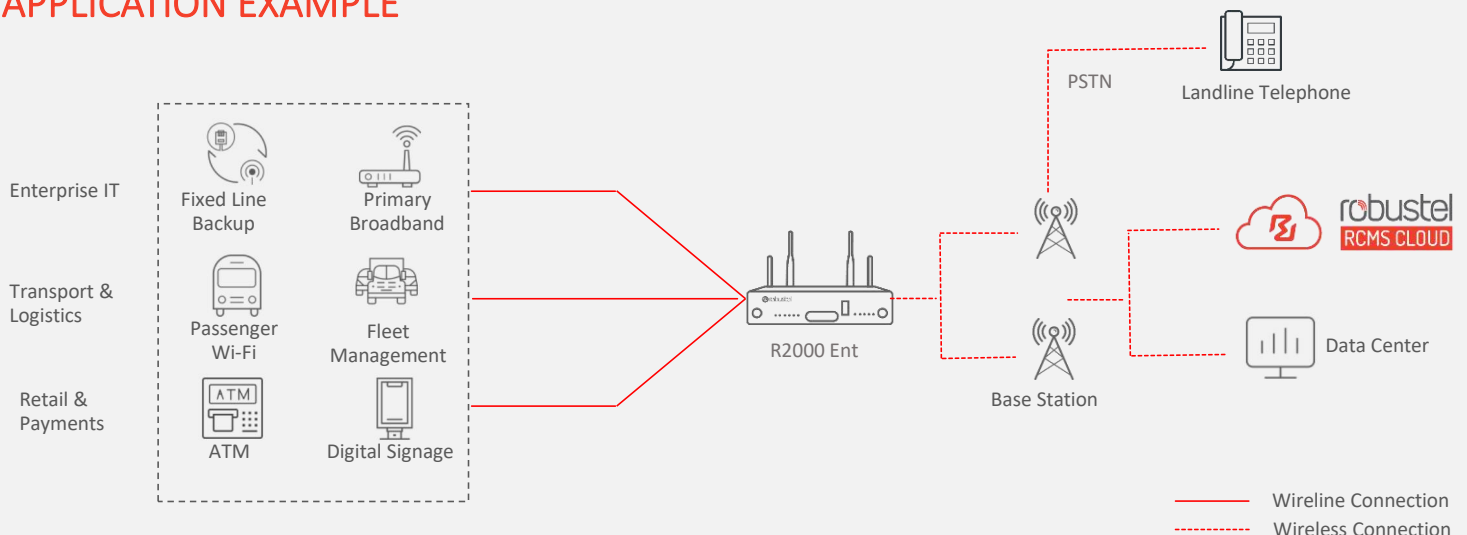 APPLICATION EXAMPLE
PSTN
Landline Telephone
Enterprise IT
Fixed Line
Backup
Primary
Broadband
robustel
RCMS CLOUD
Transport &
Logistics
Passenger
Wi-Fi
Fleet
Management
robustel
R2000 Ent
Data Center
Base Station
Retail &
Payments
ATM
ATM
Digital Signage
Wireline Connection
Wireless Connection